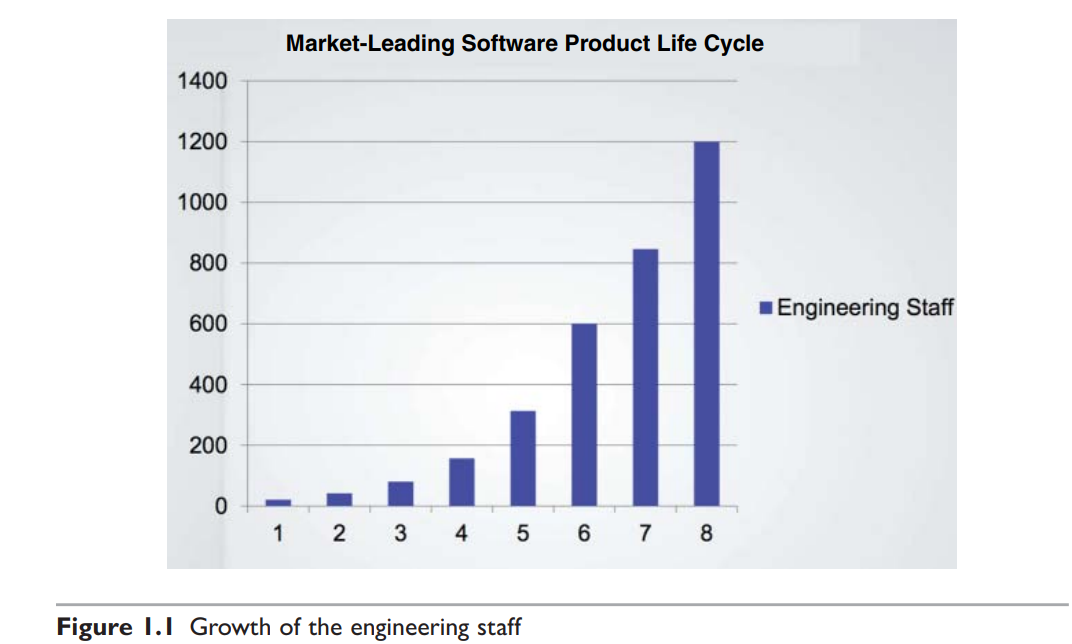 Market-Leading Software Product Life Cycle
1400
1200
1000
800
600
400
200
0
1 2 3 4 5 6 7 8
Engineering Staff
Figure 1.1 Growth of the engineering staff